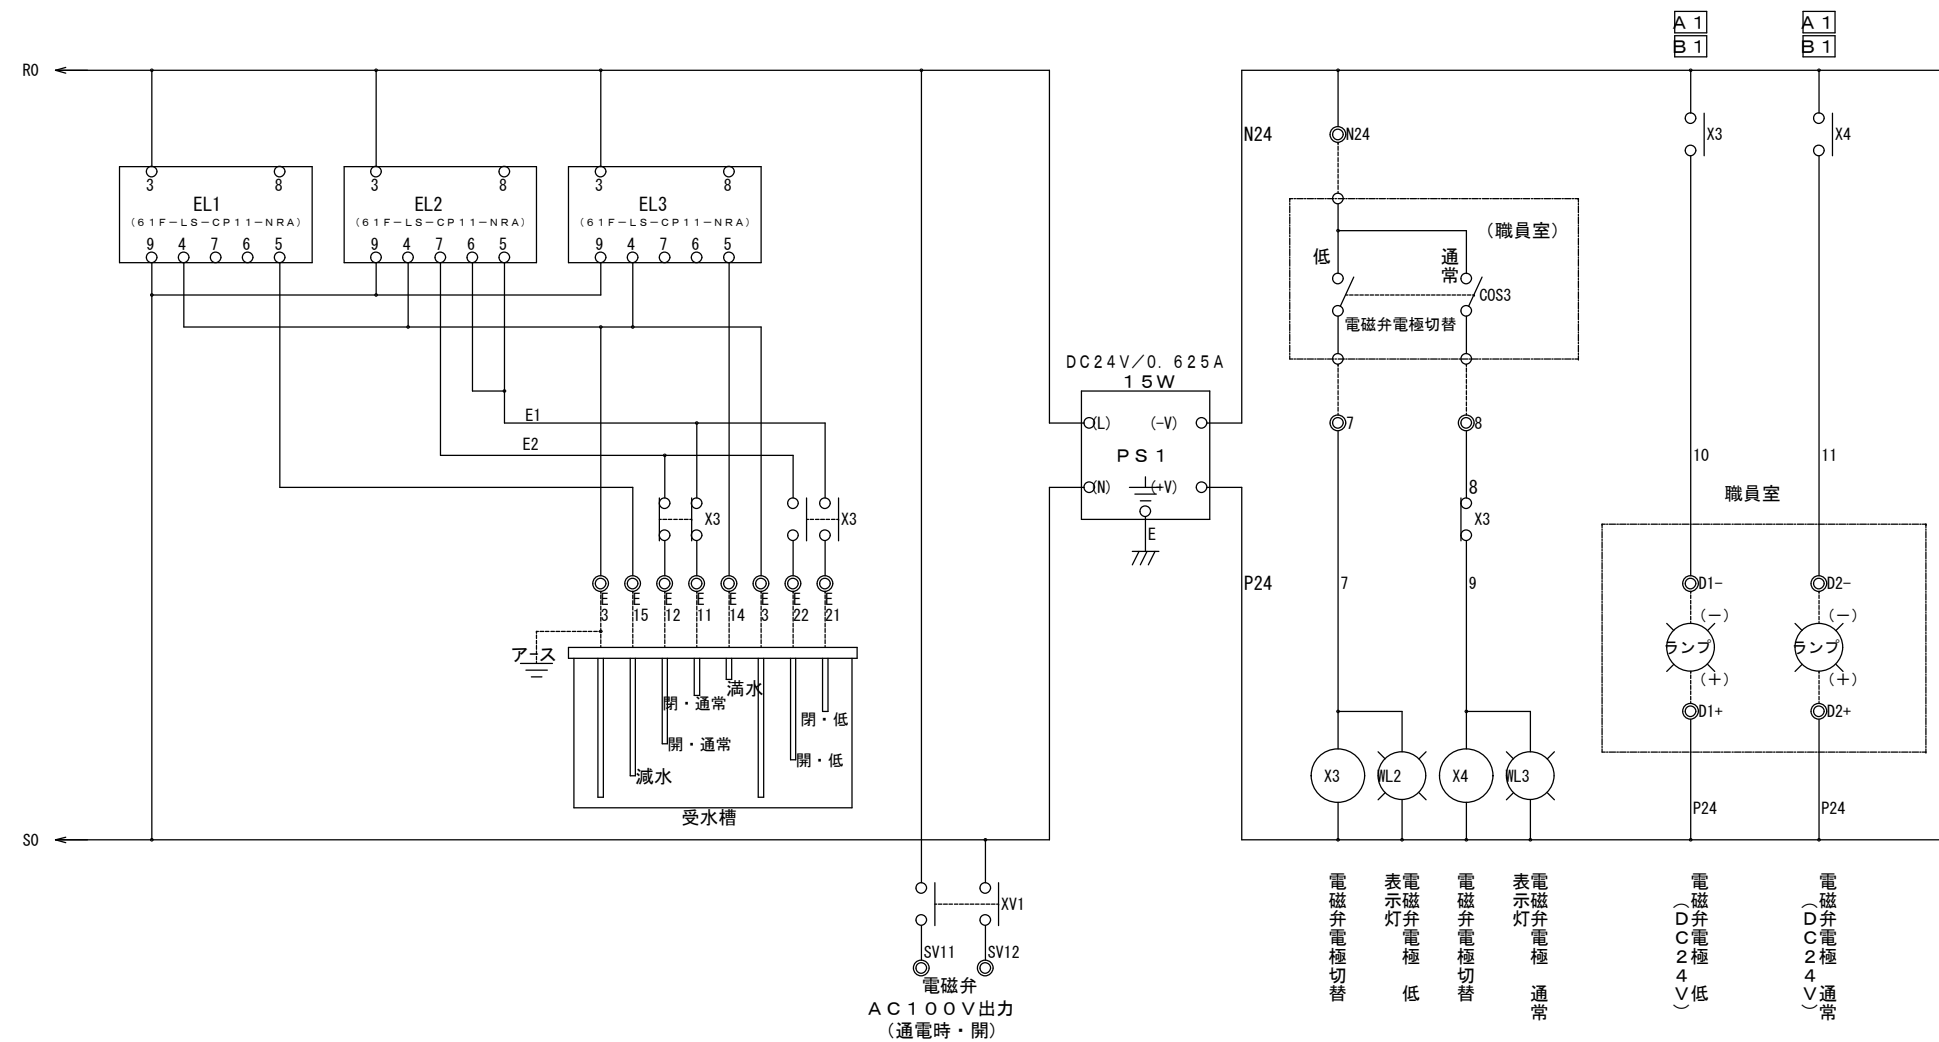 A1
B1
A1
B1
R0
N24
N24
X3
X4
3
8
EL1
(61F-LS-CP11-NRA)
9 4 7 6 5
3
8
EL2
(61F-LS-CP11-NRA)
9 4 7 6 5
3
8
EL3
(61F-LS-CP11-NRA)
9 4 7 6 5
(職員室)
低
通常
COS3
電磁弁電極切替
DC24V/0.625A
15W
(L)
(-V)
PS1
(N)
(+V)
E
E1
E2
X3
X3
7
8
8
X3
10
11
職員室
P24
7
9
E3
E15
E12
E11
E14
E3
E22
E21
アース
満水
閉・通常
閉・低
開・通常
開・低
減水
受水槽
D1-
D2-
(-)
(-)
ランプ
ランプ
(+)
(+)
D1+
D2+
X3
WL2
X4
WL3
P24
P24
S0
XV1
SV11
SV12
電磁弁
AC100V出力
(通電時・開)
電磁弁電極切替
電磁弁電極 低
表示灯
電磁弁電極切替
電磁弁電極 通常
表示灯
電磁弁電極 低
(DC24V)
電磁弁電極 通常
(DC24V)